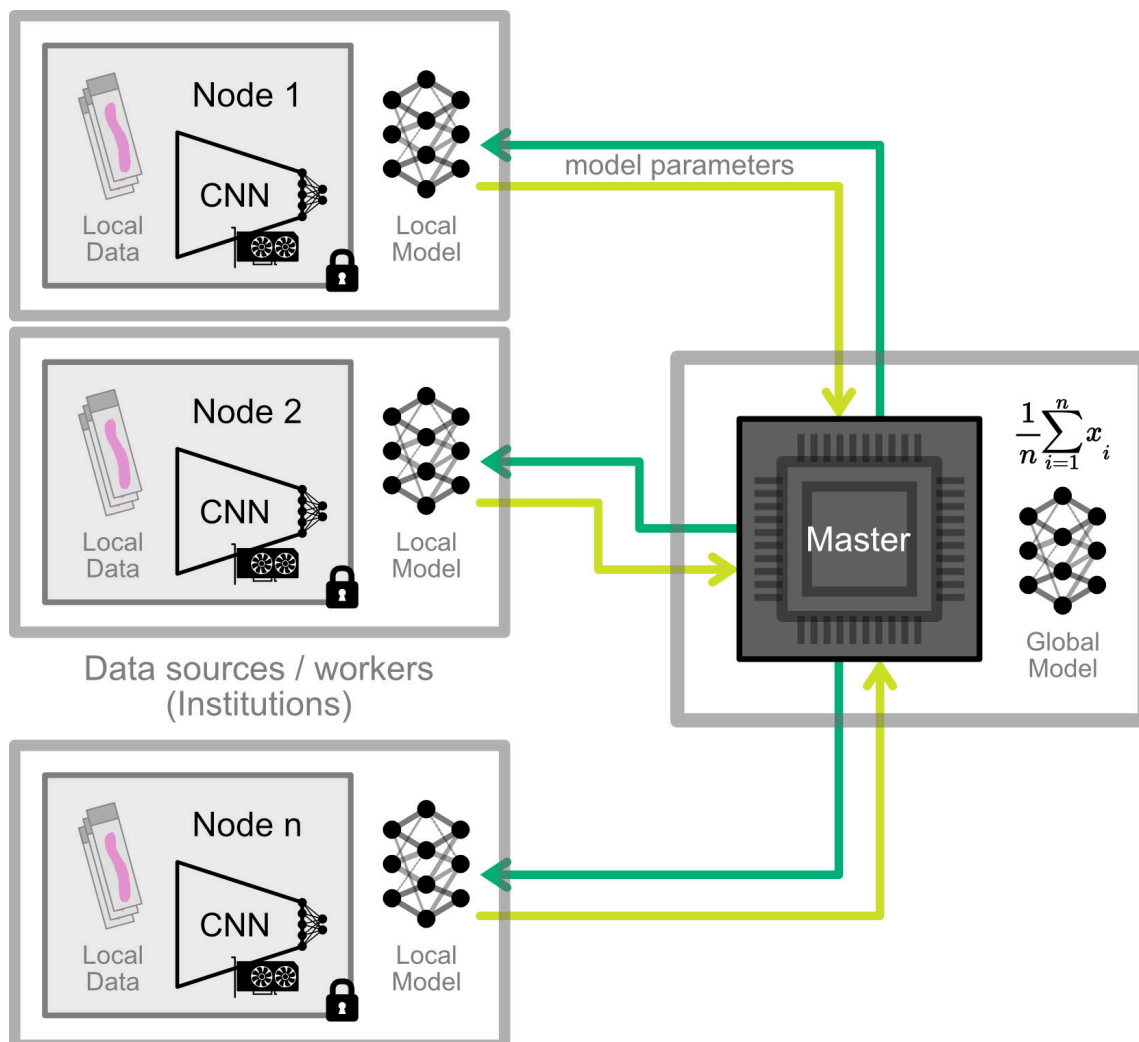 Node 1
CNN
Local
Data
Local
Model
model parameters
Node 2
CNN
Local
Data
Local
Model
Data sources / workers
(Institutions)
Node n
CNN
Local
Data
Local
Model
Master
1/n ∑ i=1 n x i
Global
Model